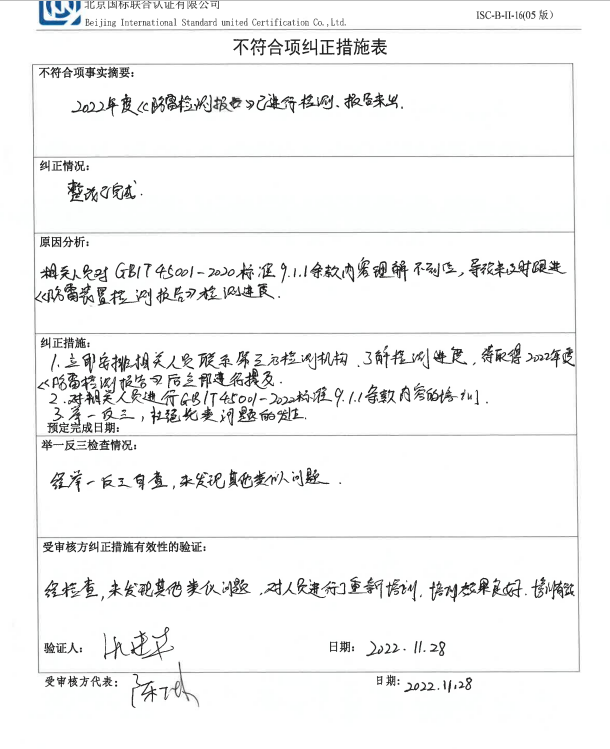 北京国标联合认证有限公司
Beijing International Standard united Certification Co.,Ltd.
ISC-B-II-16(05 版)
不符合项纠正措施表
不符合项事实摘要:
2022年度《防雷检测报告》已进行检测、报告未出.
纠正情况:
整改已完成.
原因分析:
相关人员对GB/T 45001-2020标准9.1.1条款内容理解不到位,导致未及时跟进
《防雷装置检测报告》检测进度.
纠正措施:
1.立即安排相关人员联系第三方检测机构,了解检测进度,待取得2022年度
《防雷检测报告》后立即进行提交.
2.对相关人员进行GB/T45001-2020标准9.1.1条款内容的培训.
3.举一反三,杜绝此类问题的发生.
预定完成日期:
举一反三检查情况:
经举一反三自查,未发现其他类似问题.
受审核方纠正措施有效性的验证:
经检查,未发现其他类似问题,对人员进行了重新培训,培训效果良好,培训有效
验证人:
日期: 2022.11.28
受审核方代表:
日期: 2022.11.28